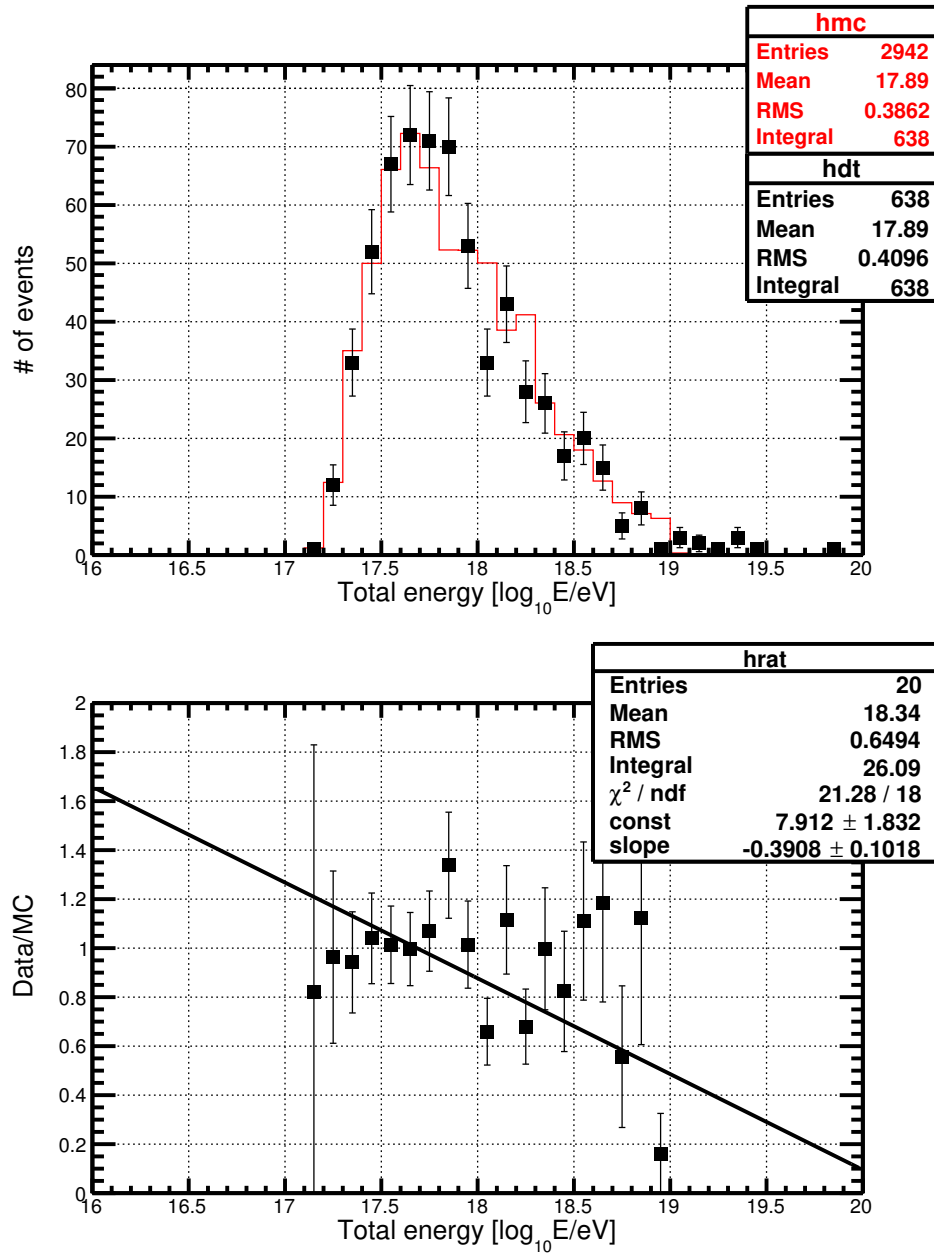 hmc
Entries 2942
Mean 17.89
RMS 0.3862
Integral 638
hdt
Entries 638
Mean 17.89
RMS 0.4096
Integral 638
# of events
80
70
60
50
40
30
20
10
0
16 16.5 17 17.5 18 18.5 19 19.5 20
Total energy [log₁₀E/eV]
hrat
Entries 20
Mean 18.34
RMS 0.6494
Integral 26.09
χ² / ndf 21.28 / 18
const 7.912 ± 1.832
slope -0.3908 ± 0.1018
Data/MC
2
1.8
1.6
1.4
1.2
1
0.8
0.6
0.4
0.2
0
16 16.5 17 17.5 18 18.5 19 19.5 20
Total energy [log₁₀E/eV]